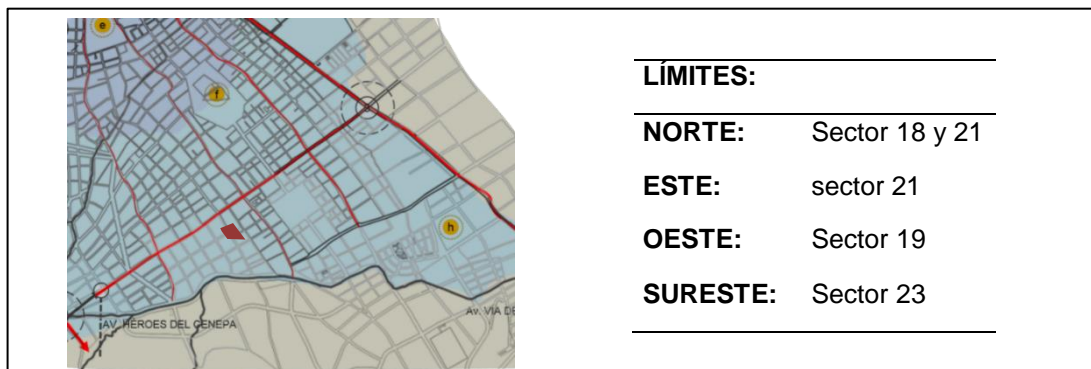 e
f
h
AV. HÉROES DEL CENEPA
Av. VIA DE
LÍMITES:
NORTE: Sector 18 y 21
ESTE: sector 21
OESTE: Sector 19
SURESTE: Sector 23